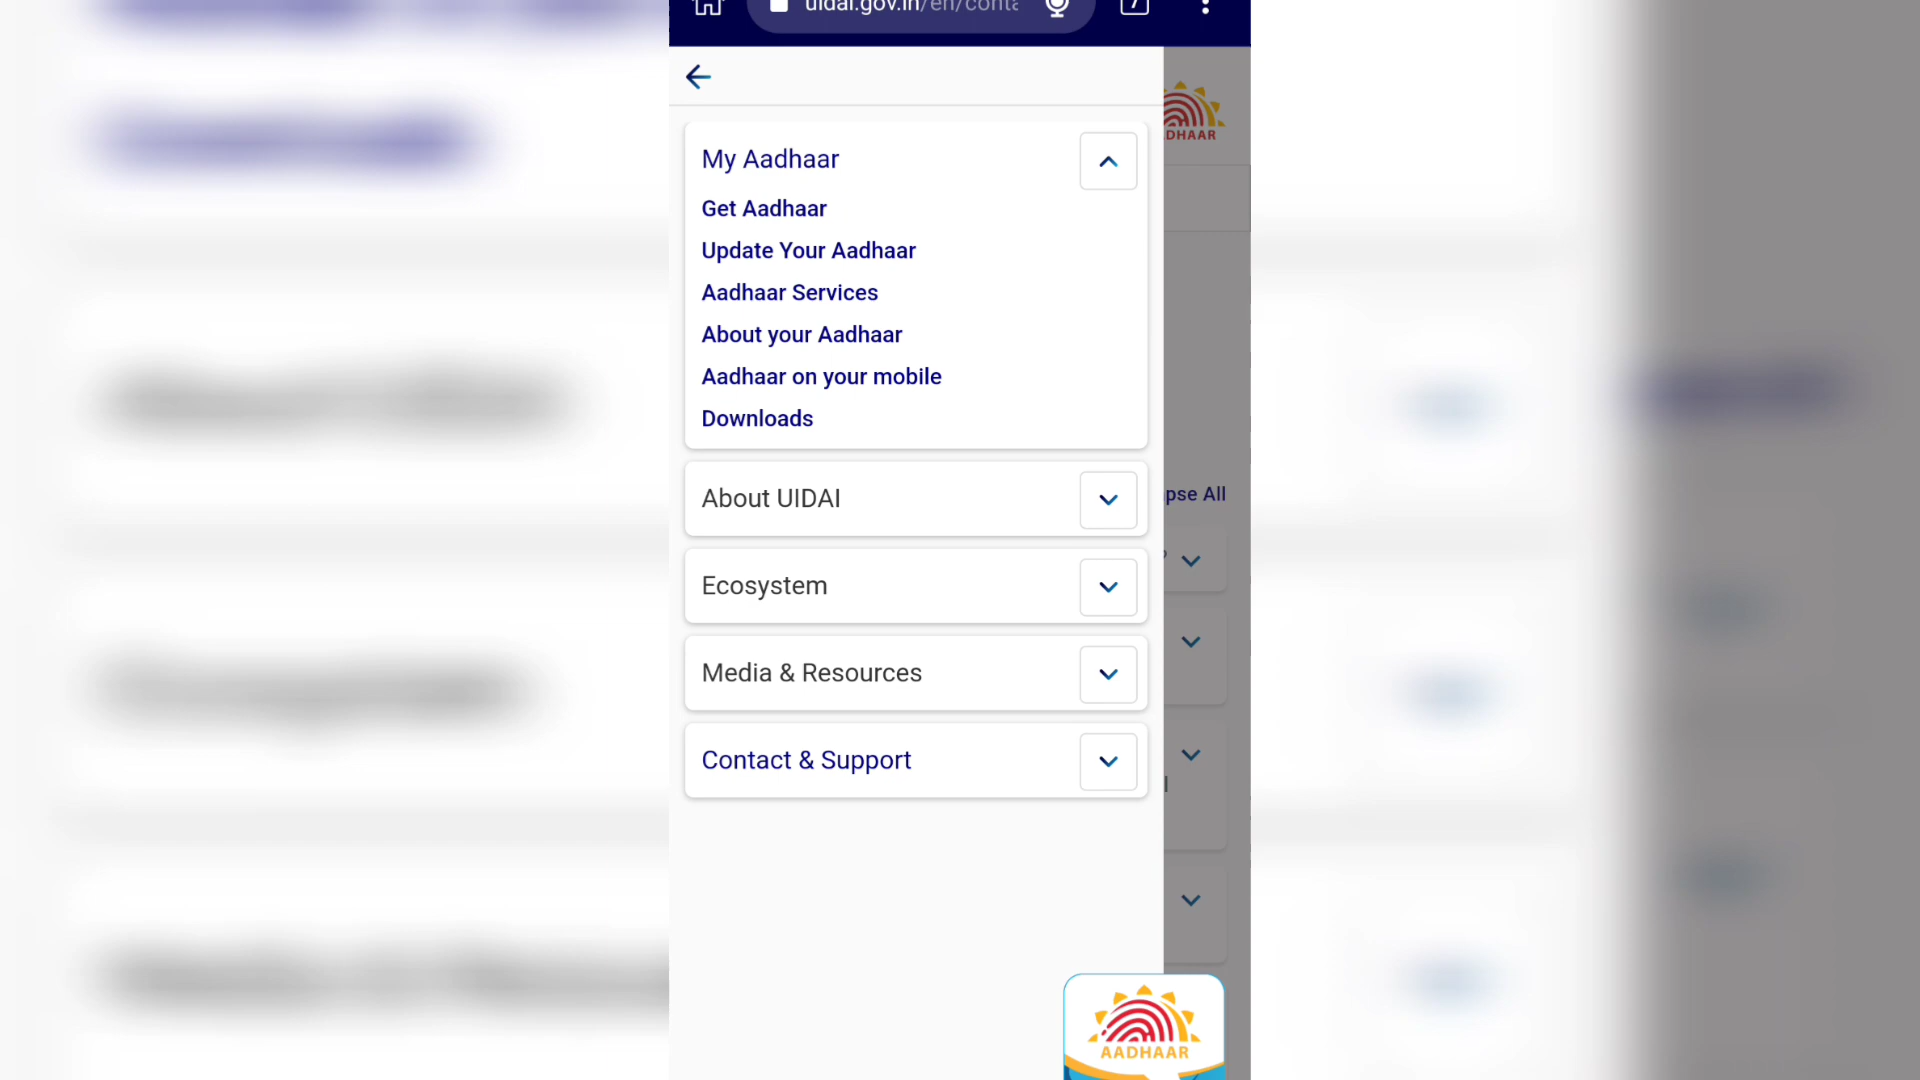 uidai.gov.in/en/conta
7
DHAAR
My Aadhaar
Get Aadhaar
Update Your Aadhaar
Aadhaar Services
About your Aadhaar
Aadhaar on your mobile
Downloads
About UIDAI
pse All
Ecosystem
Media & Resources
Contact & Support
AADHAAR